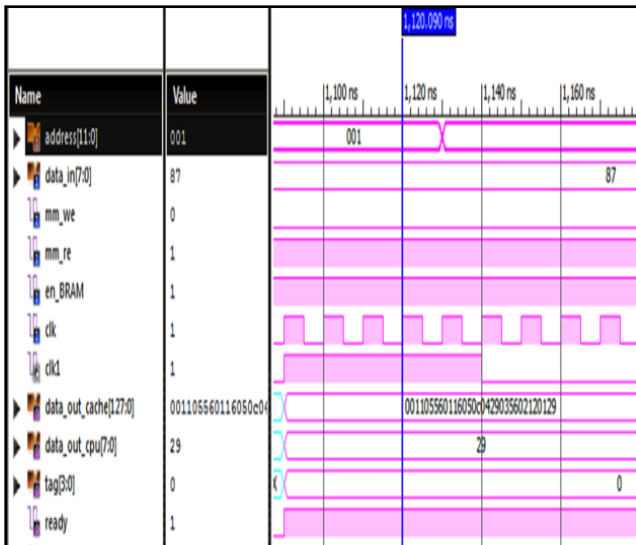 1,120.090 ns
Name Value
1,100 ns 1,120 ns 1,140 ns 1,160 ns
address[11:0] 001 001
data_in[7:0] 87 87
mm_we 0
mm_re 1
en_BRAM 1
clk 1
clk1 1
data_out_cache[127:0] 001105560116050c04 001105560116050c0429035602120129
data_out_cpu[7:0] 29 29
tag[3:0] 0 0
ready 1